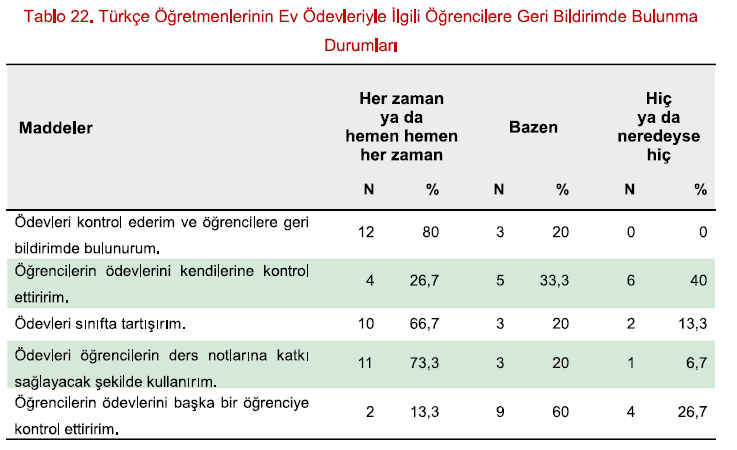 Tablo 22. Türkçe Öğretmenlerinin Ev Ödevleriyle İlgili Öğrencilere Geri Bildirimde Bulunma
Durumları
Maddeler
Her zaman
ya da
hemen hemen
her zaman
Bazen
Hiç
ya da
neredeyse
hiç
N % N % N %
Ödevleri kontrol ederim ve öğrencilere geri
bildirimde bulunurum.
12 80 3 20 0 0
Öğrencilerin ödevlerini kendilerine kontrol
ettiririm.
4 26,7 5 33,3 6 40
Ödevleri sınıfta tartışırım. 10 66,7 3 20 2 13,3
Ödevleri öğrencilerin ders notlarına katkı
sağlayacak şekilde kullanırım.
11 73,3 3 20 1 6,7
Öğrencilerin ödevlerini başka bir öğrenciye
kontrol ettiririm.
2 13,3 9 60 4 26,7